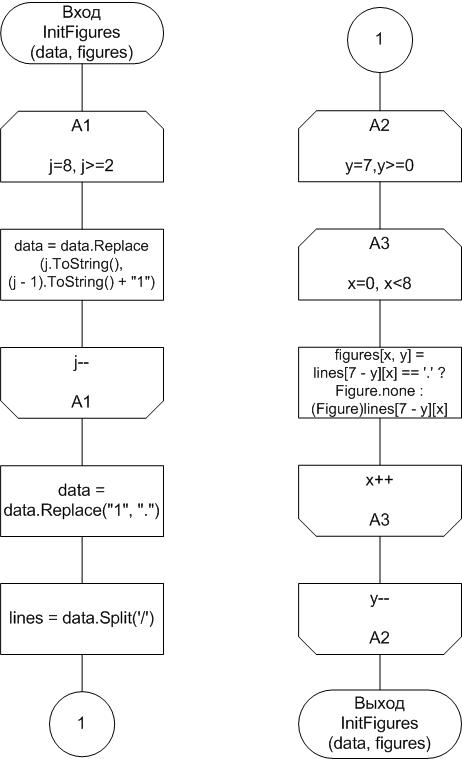 Вход
InitFigures
(data, figures)
A1
j=8, j>=2
data = data.Replace
(j.ToString(),
(j - 1).ToString() + "1")
j--
A1
data =
data.Replace("1", ".")
lines = data.Split('/')
1
1
A2
y=7,y>=0
A3
x=0, x<8
figures[x, y] =
lines[7 - y][x] == '.' ?
Figure.none :
(Figure)lines[7 - y][x]
x++
A3
y--
A2
Выход
InitFigures
(data, figures)